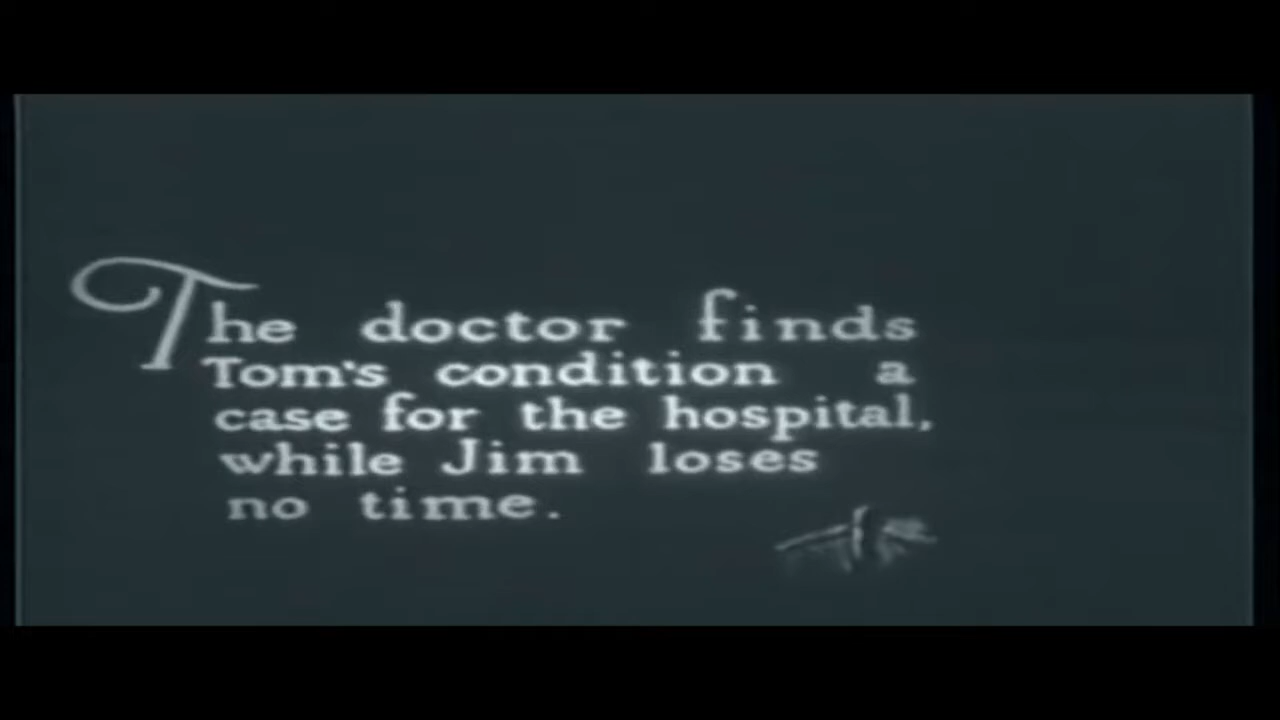 The doctor finds
Tom's condition a
case for the hospital,
while Jim loses
no time.